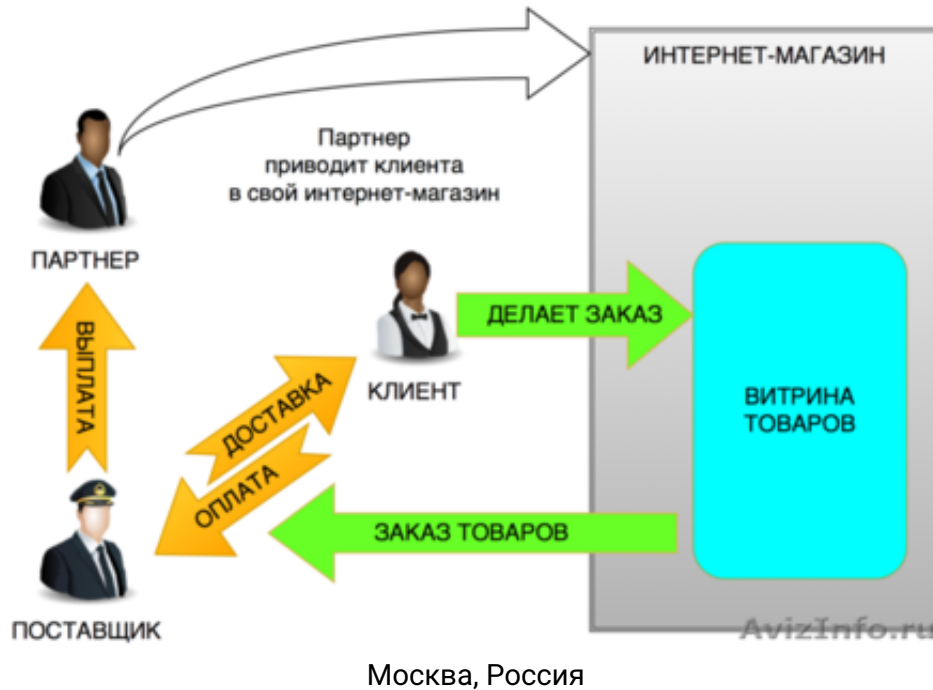 ИНТЕРНЕТ-МАГАЗИН
Партнер
приводит клиента
в свой интернет-магазин
ПАРТНЕР
ВЫПЛАТА
ДЕЛАЕТ ЗАКАЗ
КЛИЕНТ
ДОСТАВКА
ОПЛАТА
ВИТРИНА
ТОВАРОВ
ЗАКАЗ ТОВАРОВ
ПОСТАВЩИК
AvizInfo.ru
Москва, Россия